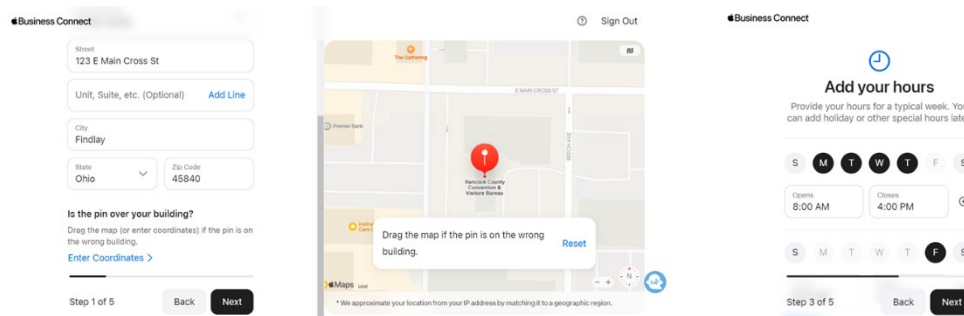 Business Connect
Street
123 E Main Cross St
Unit, Suite, etc. (Optional)
Add Line
City
Findlay
State
Ohio
Zip Code
45840
Is the pin over your building?
Drag the map (or enter coordinates) if the pin is on
the wrong building.
Enter Coordinates >
Step 1 of 5
Back
Next
Sign Out
The Gathering
E MAIN CROSS ST
Premier Bank
Hancock County
Convention &
Visitors Bureau
Drag the map if the pin is on the wrong
building.
Reset
Maps
Legal
N
* We approximate your location from your IP address by matching it to a geographic region.
Business Connect
Add your hours
Provide your hours for a typical week. You
can add holiday or other special hours late
S M T W T F S
Opens
8:00 AM
Closes
4:00 PM
S M T W T F S
Step 3 of 5
Back
Next